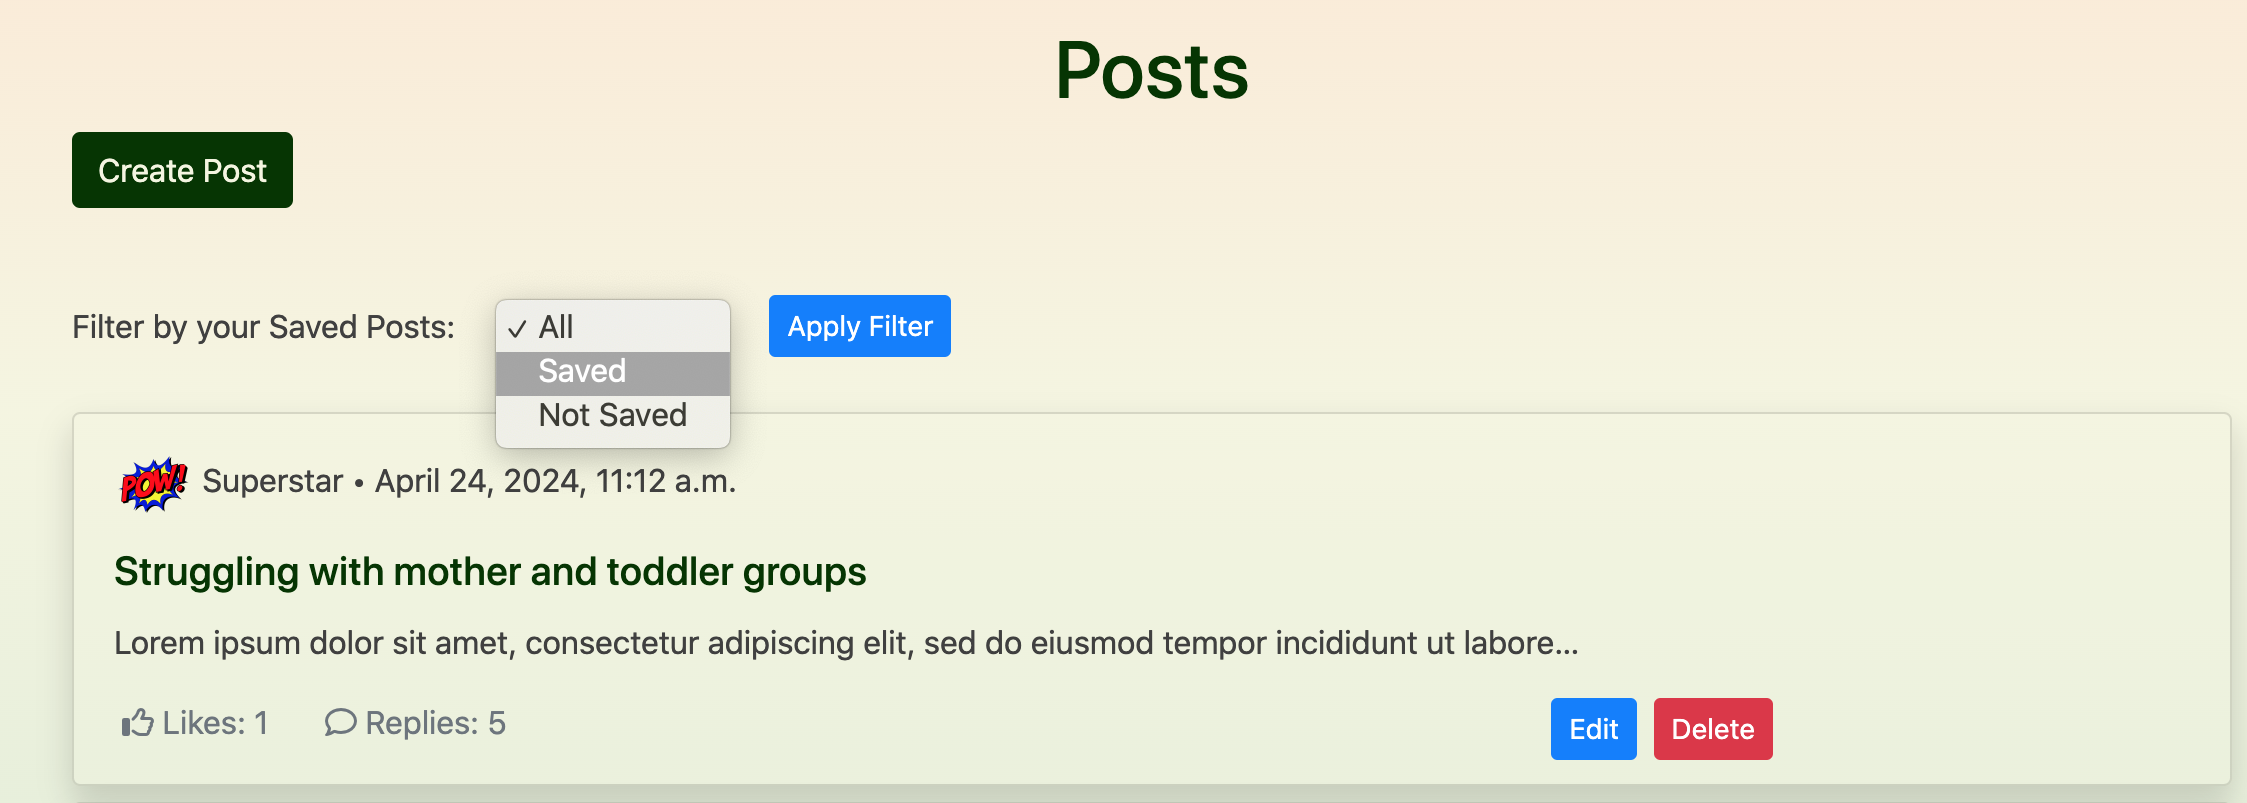 Posts
Create Post
Filter by your Saved Posts:
✓ All
Saved
Not Saved
Apply Filter
POW!
Superstar • April 24, 2024, 11:12 a.m.
Struggling with mother and toddler groups
Lorem ipsum dolor sit amet, consectetur adipiscing elit, sed do eiusmod tempor incididunt ut labore...
Likes: 1 Replies: 5
Edit Delete